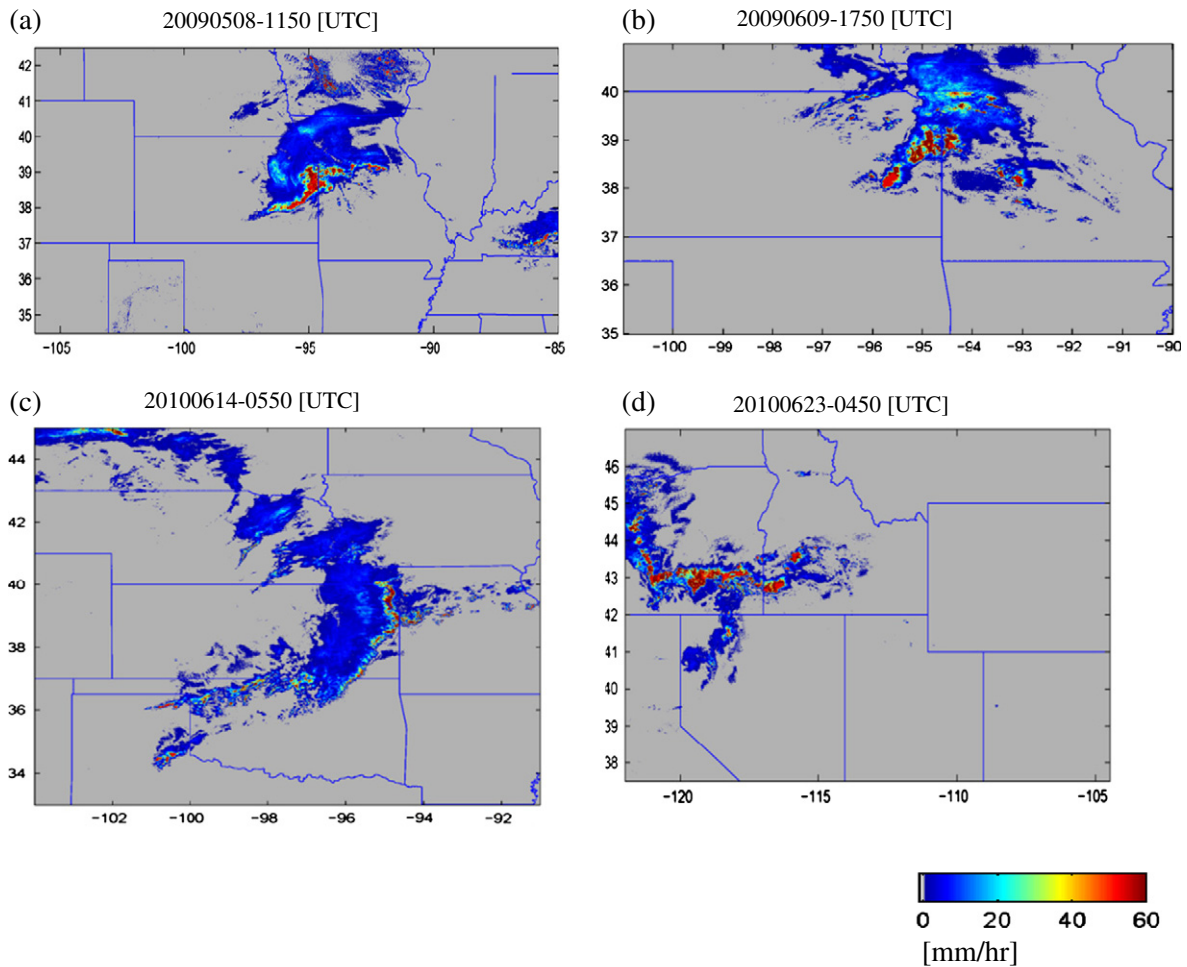 (a) 20090508-1150 [UTC]
42
41
40
39
38
37
36
35
-105 -100 -95 -90 -85
(b) 20090609-1750 [UTC]
40
39
38
37
36
35
-100 -99 -98 -97 -96 -95 -94 -93 -92 -91 -90
(c) 20100614-0550 [UTC]
44
42
40
38
36
34
-102 -100 -98 -96 -94 -92
(d) 20100623-0450 [UTC]
46
45
44
43
42
41
40
39
38
-120 -115 -110 -105
0 20 40 60
[mm/hr]